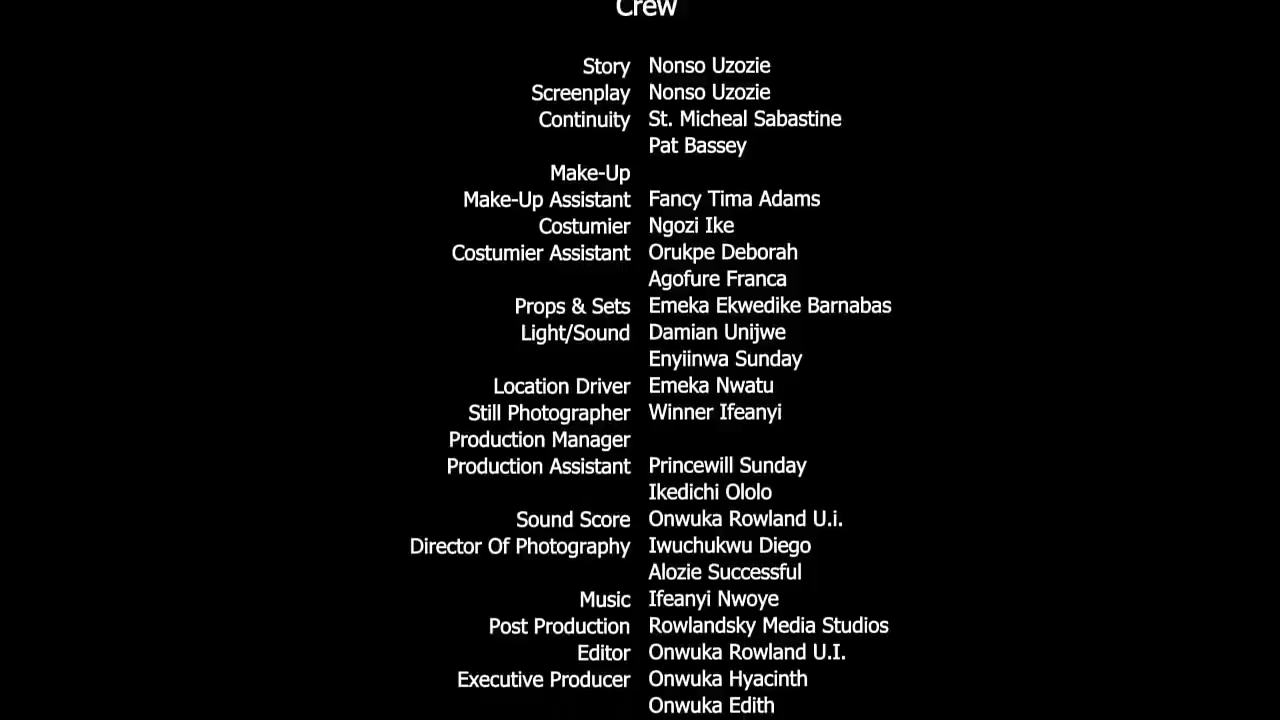 Crew
Story Nonso Uzozie
Screenplay Nonso Uzozie
Continuity St. Micheal Sabastine
Pat Bassey
Make-Up
Make-Up Assistant Fancy Tima Adams
Costumier Ngozi Ike
Costumier Assistant Orukpe Deborah
Agofure Franca
Props & Sets Emeka Ekwedike Barnabas
Light/Sound Damian Unijwe
Enyiinwa Sunday
Location Driver Emeka Nwatu
Still Photographer Winner Ifeanyi
Production Manager
Production Assistant Princewill Sunday
Ikedichi Ololo
Sound Score Onwuka Rowland U.i.
Director Of Photography Iwuchukwu Diego
Alozie Successful
Music Ifeanyi Nwoye
Post Production Rowlandsky Media Studios
Editor Onwuka Rowland U.I.
Executive Producer Onwuka Hyacinth
Onwuka Edith